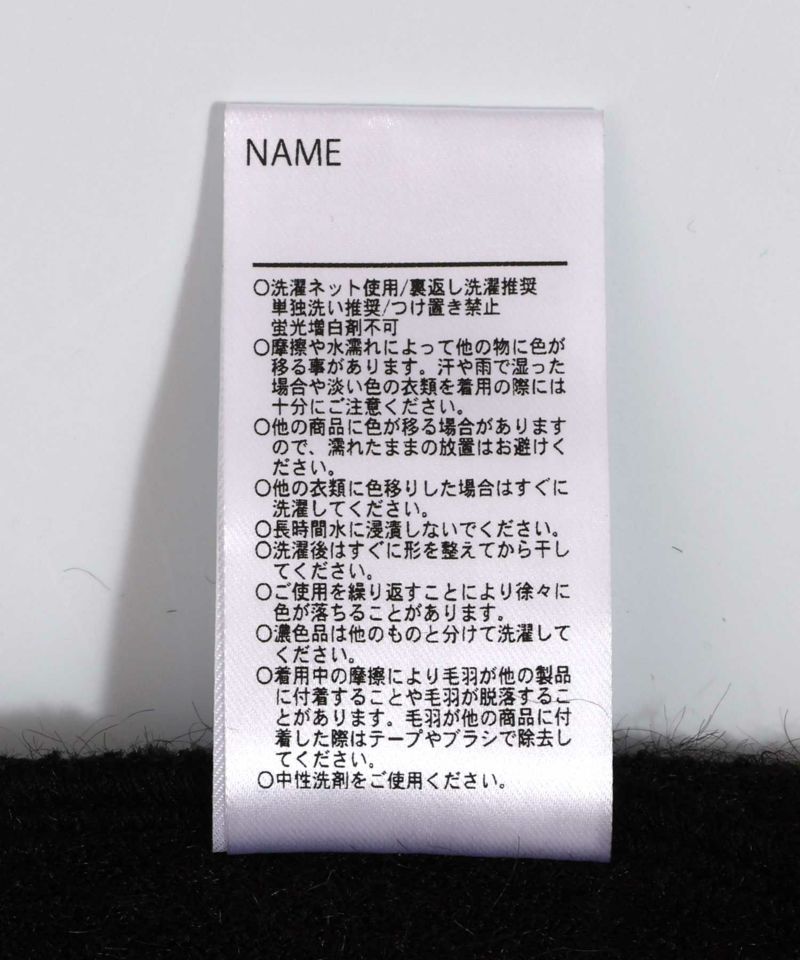 NAME
○洗濯ネット使用/裏返し洗濯推奨
単独洗い推奨/つけ置き禁止
蛍光増白剤不可
○摩擦や水濡れによって他の物に色が
移る事があります。汗や雨で湿った
場合や淡い色の衣類を着用の際には
十分にご注意ください。
○他の商品に色が移る場合があります
ので、濡れたままの放置はお避けく
ださい。
○他の衣類に色移りした場合はすぐに
洗濯してください。
○長時間水に浸漬しないでください。
○洗濯後はすぐに形を整えてから干し
てください。
○ご使用を繰り返すことにより徐々に
色が落ちることがあります。
○濃色品は他のものと分けて洗濯して
ください。
○着用中の摩擦により毛羽が他の製品
に付着することや毛羽が脱落するこ
とがあります。毛羽が他の商品に付
着した際はテープやブラシで除去し
てください。
○中性洗剤をご使用ください。